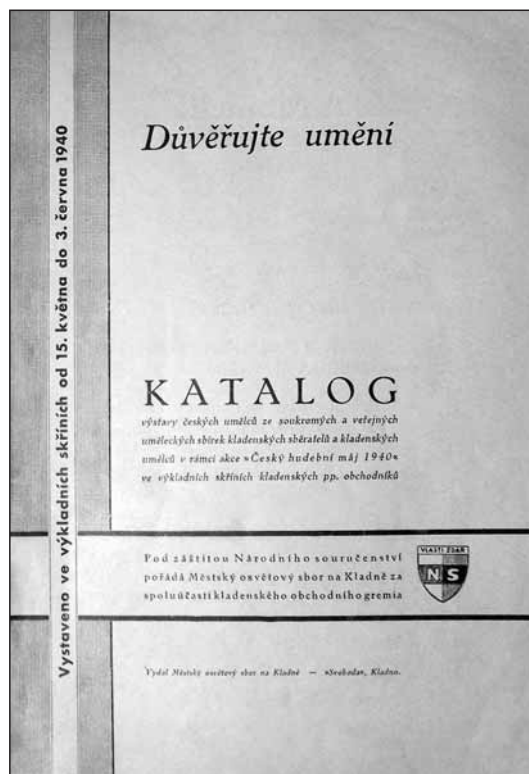 Vystaveno ve výkladních skříních od 15. května do 3. června 1940
Důvěřujte umění
KATALOG
výstavy českých umělců ze soukromých a veřejných
uměleckých sbírek kladenských sběratelů a kladenských
umělců v rámci akce »Český hudební máj 1940«
ve výkladních skříních kladenských pp. obchodníků
Pod záštitou Národního souručenství
pořádá Městský osvětový sbor na Kladně za
spoluúčasti kladenského obchodního gremia
VLASTI ZDAR
NS
Vydal Městský osvětový sbor na Kladně — »Svoboda«, Kladno.